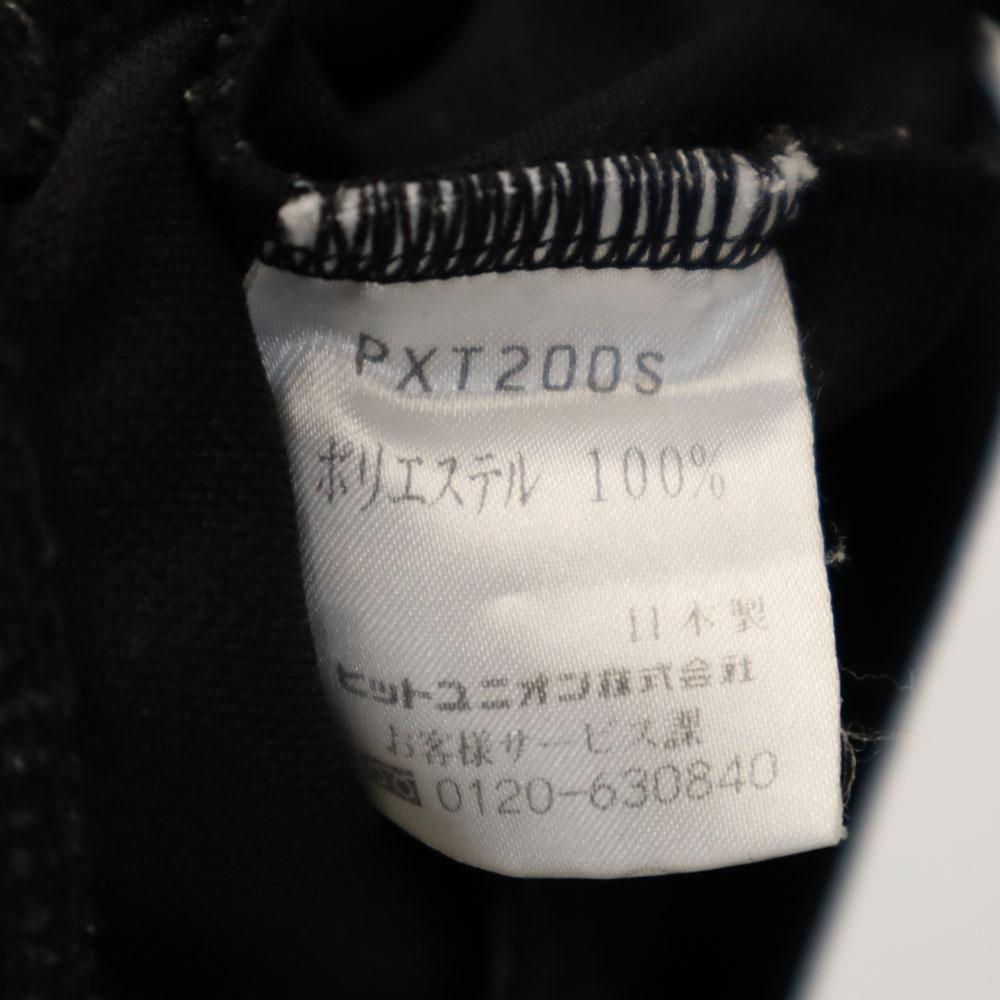 PXT200S
ポリエステル 100%
日本製
ヒットユニオン株式会社
お客様サービス課
0120-630840